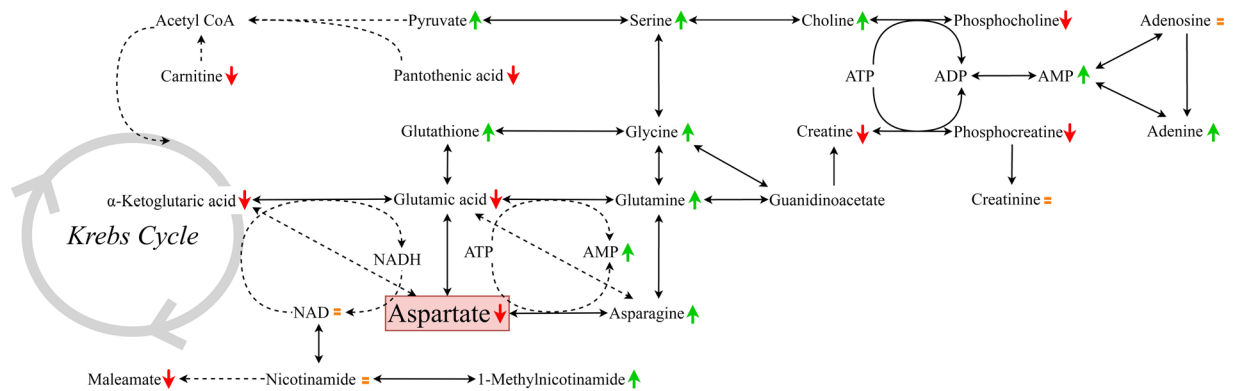 Acetyl CoA Pyruvate Serine Choline Phosphocholine Adenosine =
Carnitine Pantothenic acid ATP ADP AMP
Glutathione Glycine Creatine Phosphocreatine Adenine
α-Ketoglutaric acid Glutamic acid Glutamine Guanidinoacetate Creatinine =
Krebs Cycle NADH ATP AMP
NAD = Aspartate Asparagine
Maleamate Nicotinamide = 1-Methylnicotinamide